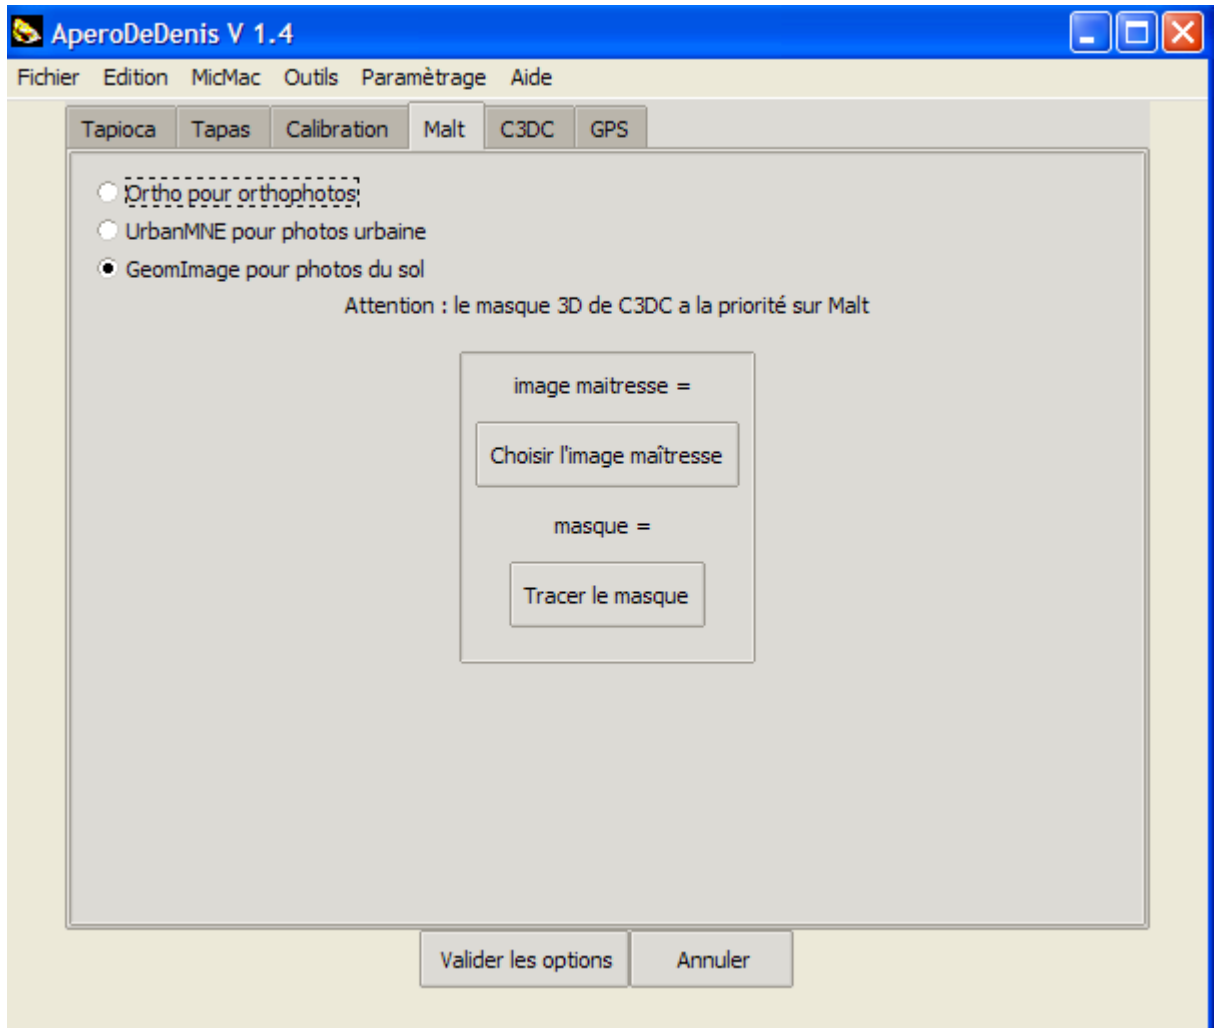 AperoDeDenis V 1.4
Fichier Edition MicMac Outils Paramètrage Aide
Tapioca Tapas Calibration Malt C3DC GPS
Ortho pour orthophotos
UrbanMNE pour photos urbaine
GeomImage pour photos du sol
Attention : le masque 3D de C3DC a la priorité sur Malt
image maitresse =
Choisir l'image maîtresse
masque =
Tracer le masque
Valider les options Annuler